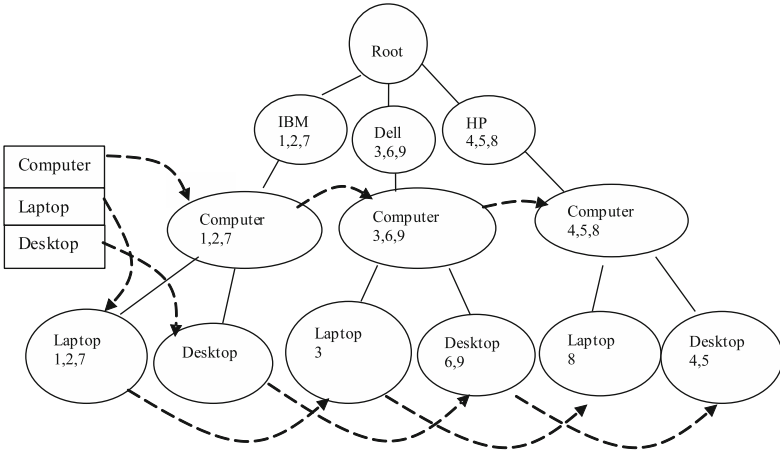 Root
IBM
1,2,7
Dell
3,6,9
HP
4,5,8
Computer
Laptop
Desktop
Computer
1,2,7
Computer
3,6,9
Computer
4,5,8
Laptop
1,2,7
Desktop
Laptop
3
Desktop
6,9
Laptop
8
Desktop
4,5